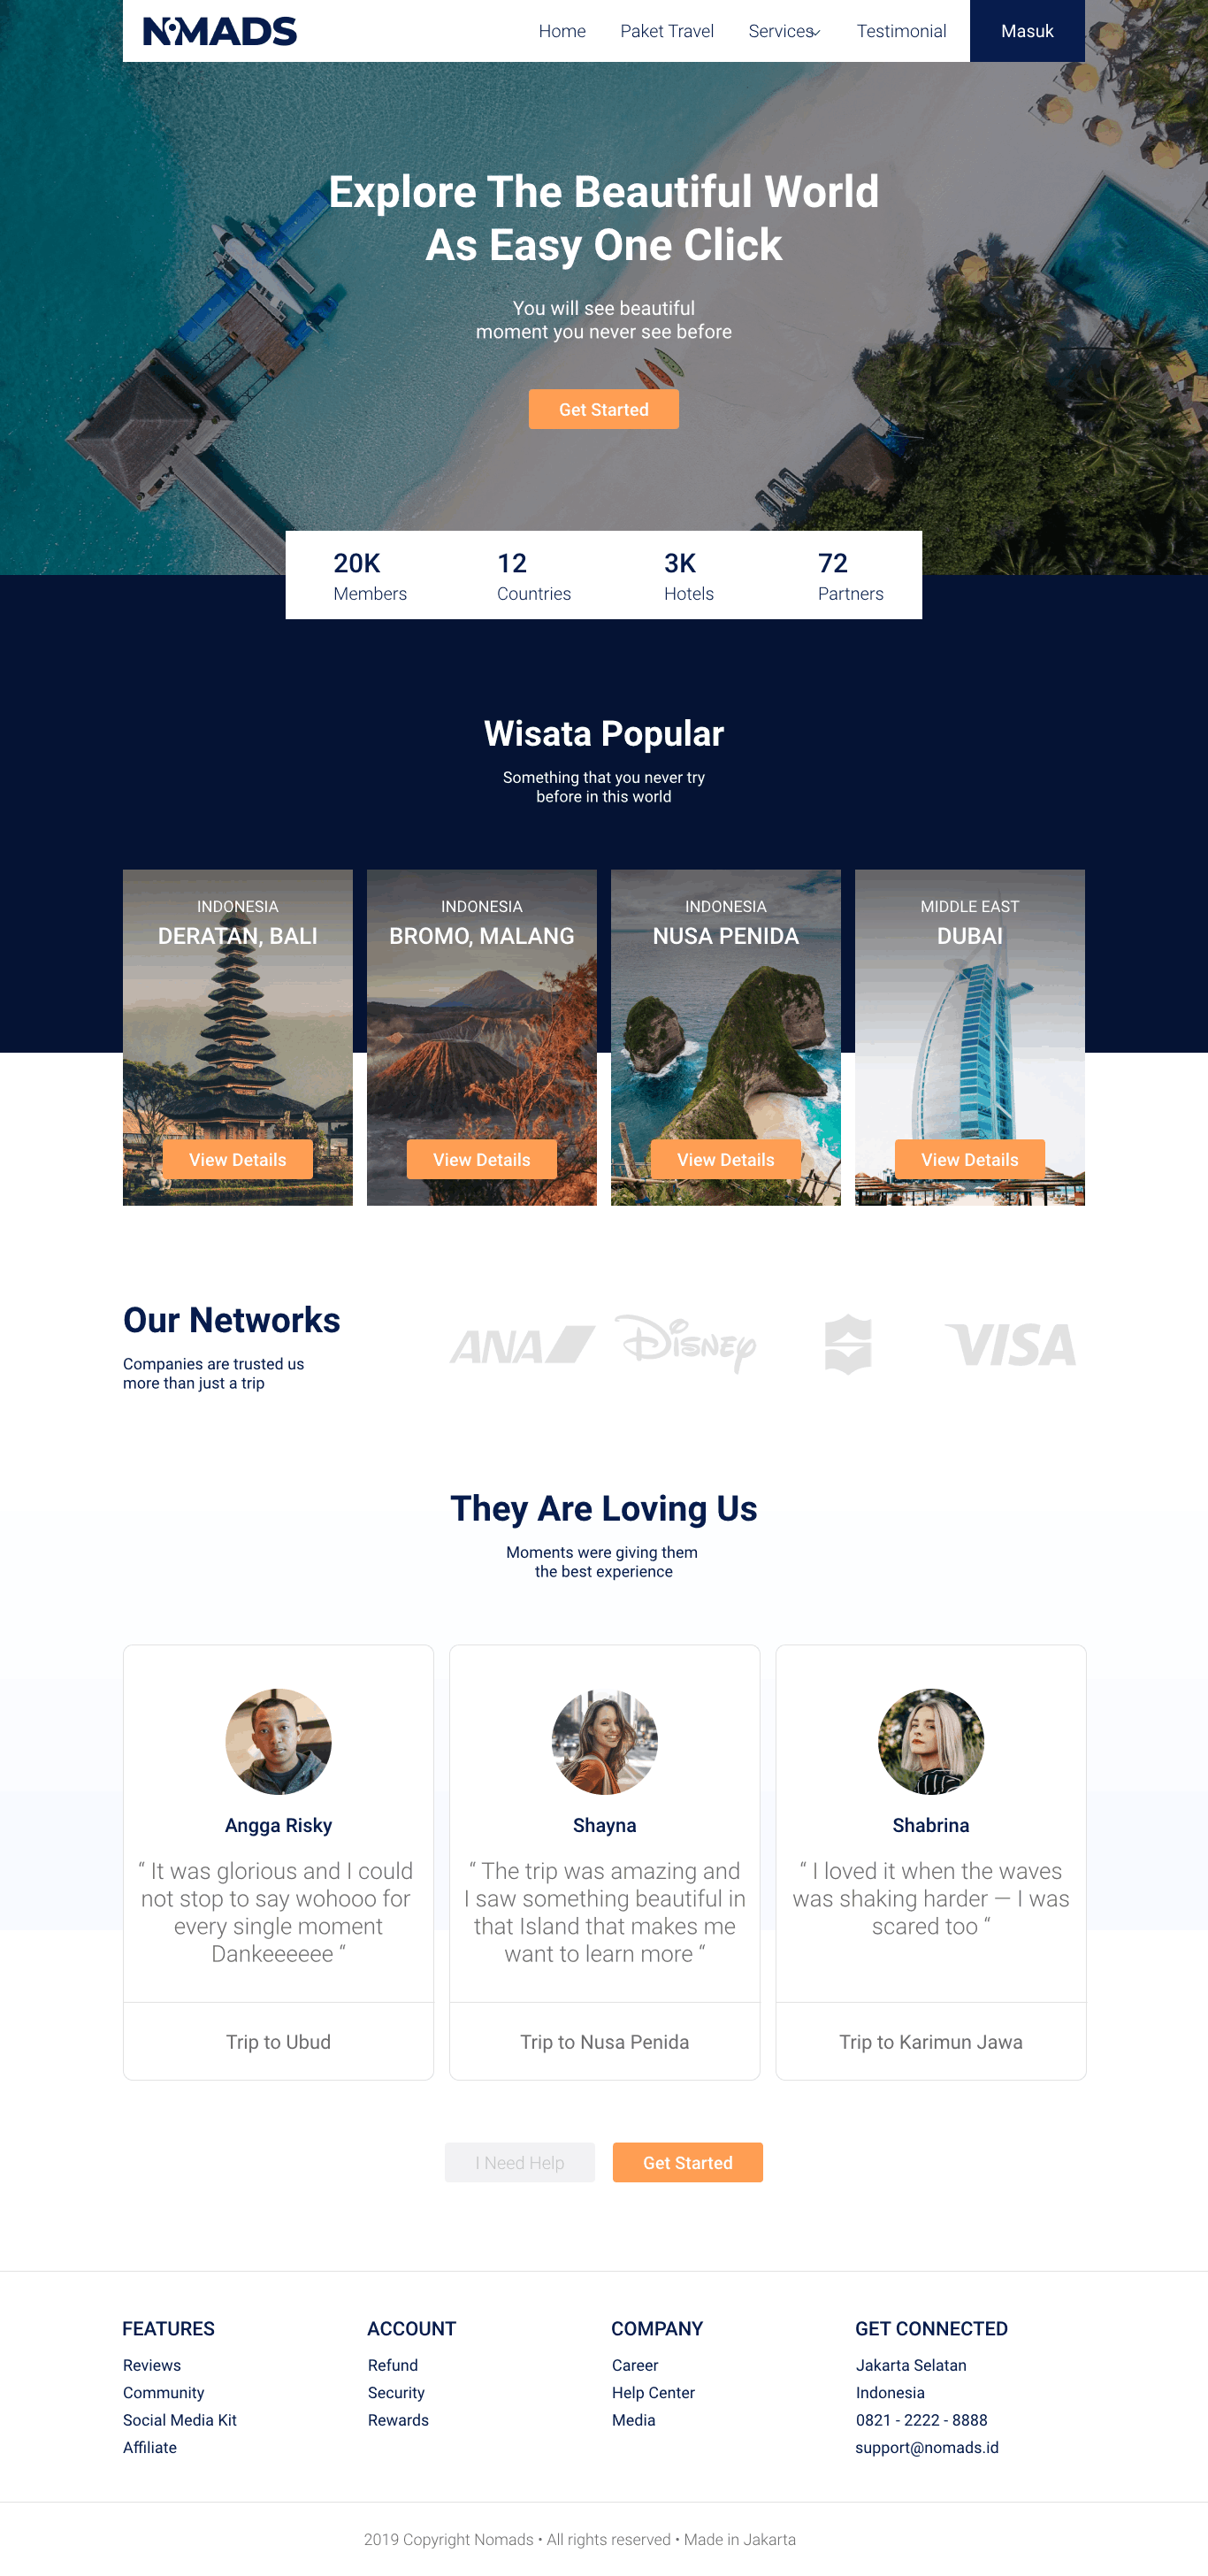 NOMADS
Home
Paket Travel
Services
Testimonial
Masuk
Explore The Beautiful World
As Easy One Click
You will see beautiful
moment you never see before
Get Started
20K
Members
12
Countries
3K
Hotels
72
Partners
Wisata Popular
Something that you never try
before in this world
INDONESIA
DERATAN, BALI
View Details
INDONESIA
BROMO, MALANG
View Details
INDONESIA
NUSA PENIDA
View Details
MIDDLE EAST
DUBAI
View Details
Our Networks
Companies are trusted us
more than just a trip
ANA
Disney
VISA
They Are Loving Us
Moments were giving them
the best experience
Angga Risky
“ It was glorious and I could
not stop to say wohooo for
every single moment
Dankeeeeee “
Trip to Ubud
Shayna
“ The trip was amazing and
I saw something beautiful in
that Island that makes me
want to learn more “
Trip to Nusa Penida
Shabrina
“ I loved it when the waves
was shaking harder — I was
scared too “
Trip to Karimun Jawa
I Need Help
Get Started
FEATURES
Reviews
Community
Social Media Kit
Affiliate
ACCOUNT
Refund
Security
Rewards
COMPANY
Career
Help Center
Media
GET CONNECTED
Jakarta Selatan
Indonesia
0821 - 2222 - 8888
support@nomads.id
2019 Copyright Nomads • All rights reserved • Made in Jakarta